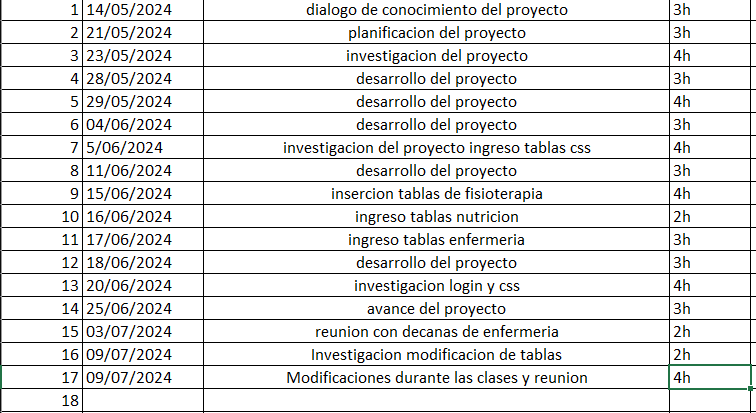 1 14/05/2024 dialogo de conocimiento del proyecto 3h
2 21/05/2024 planificacion del proyecto 3h
3 23/05/2024 investigacion del proyecto 4h
4 28/05/2024 desarrollo del proyecto 3h
5 29/05/2024 desarrollo del proyecto 4h
6 04/06/2024 desarrollo del proyecto 3h
7 5/06/2024 investigacion del proyecto ingreso tablas css 4h
8 11/06/2024 desarrollo del proyecto 3h
9 15/06/2024 insercion tablas de fisioterapia 4h
10 16/06/2024 ingreso tablas nutricion 2h
11 17/06/2024 ingreso tablas enfermeria 3h
12 18/06/2024 desarrollo del proyecto 3h
13 20/06/2024 investigacion login y css 4h
14 25/06/2024 avance del proyecto 3h
15 03/07/2024 reunion con decanas de enfermeria 2h
16 09/07/2024 Investigacion modificacion de tablas 2h
17 09/07/2024 Modificaciones durante las clases y reunion 4h
18